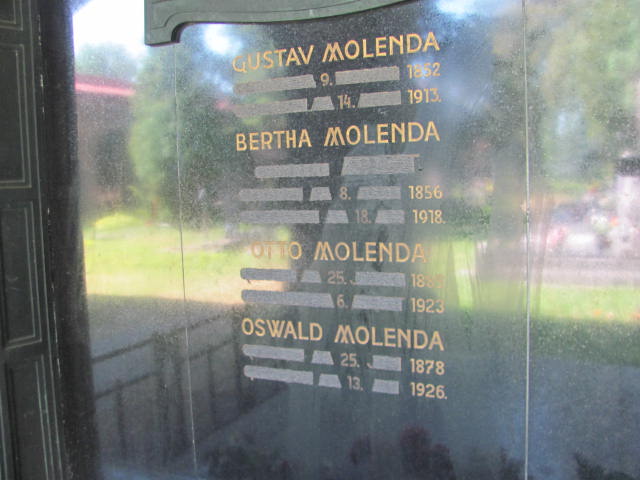 GUSTAV MOLENDA
9. 1852
14. 1913.
BERTHA MOLENDA
8. 1856
18. 1918.
OTTO MOLENDA
25.
6. 1923
OSWALD MOLENDA
25. 1878
13. 1926.